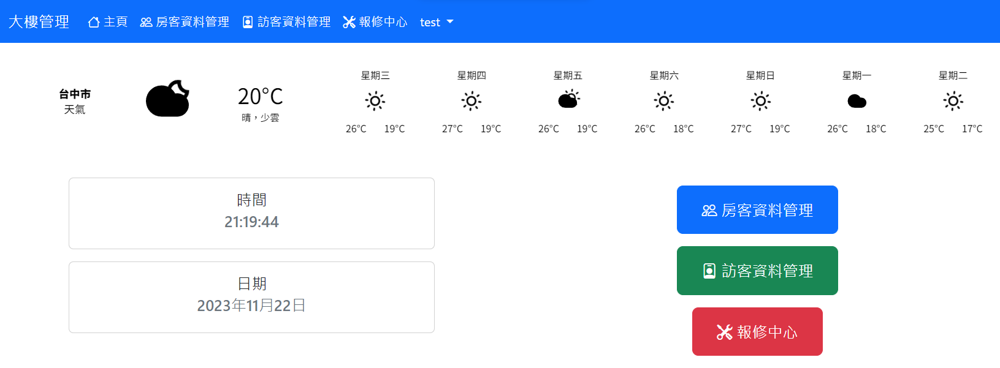 大樓管理 主頁 房客資料管理 訪客資料管理 報修中心 test
台中市
天氣
20°C
晴，少雲
星期三 星期四 星期五 星期六 星期日 星期一 星期二
26°C 19°C 27°C 19°C 26°C 19°C 26°C 18°C 27°C 19°C 26°C 18°C 25°C 17°C
時間
21:19:44
日期
2023年11月22日
房客資料管理
訪客資料管理
報修中心